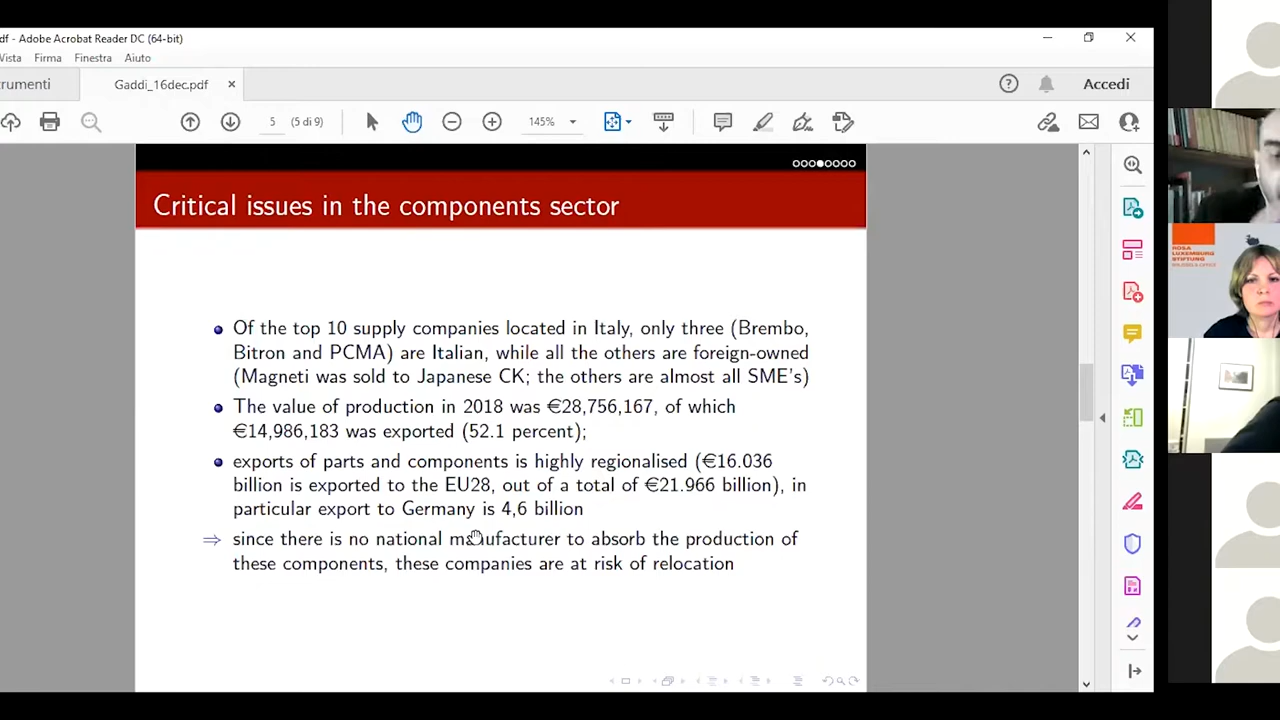 df - Adobe Acrobat Reader DC (64-bit)
Vista Firma Finestra Aiuto
trumenti Gaddi_16dec.pdf × Accedi
5 (5 di 9) 145%
Critical issues in the components sector
Of the top 10 supply companies located in Italy, only three (Brembo,
Bitron and PCMA) are Italian, while all the others are foreign-owned
(Magneti was sold to Japanese CK; the others are almost all SME's)
The value of production in 2018 was €28,756,167, of which
€14,986,183 was exported (52.1 percent);
exports of parts and components is highly regionalised (€16.036
billion is exported to the EU28, out of a total of €21.966 billion), in
particular export to Germany is 4,6 billion
⇒ since there is no national manufacturer to absorb the production of
these components, these companies are at risk of relocation
ROSA
LUXEMBURG
STIFTUNG